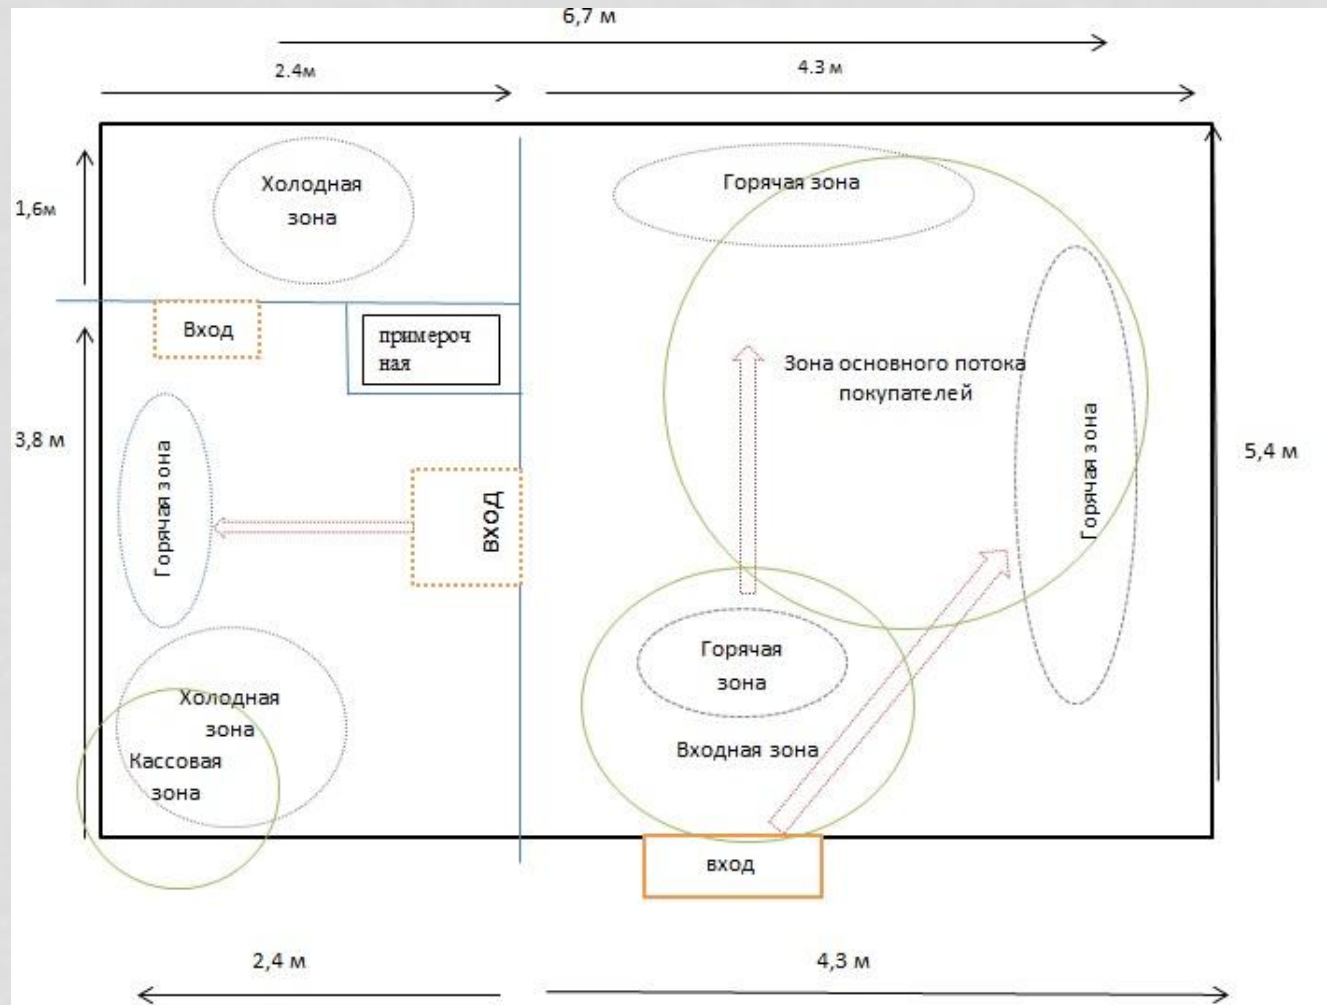 6,7 м
2.4м
4.3 м
1,6м
Холодная
зона
Горячая зона
Вход
примероч
ная
Зона основного потока
покупателей
3,8 м
Горячая зона
вход
Горячая зона
5,4 м
Горячая
зона
Холодная
зона
Кассовая
зона
Входная зона
вход
2,4 м
4,3 м